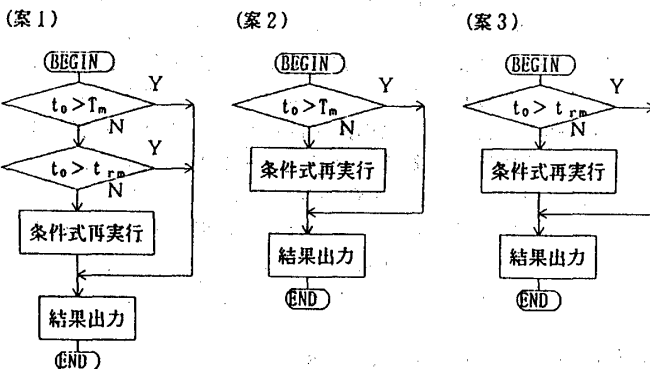 (案1)
BEGIN
t₀>Tₘ
Y
N
t₀>tᵣₘ
Y
N
条件式再実行
結果出力
END
(案2)
BEGIN
t₀>Tₘ
Y
N
条件式再実行
結果出力
END
(案3)
BEGIN
t₀>tᵣₘ
Y
N
条件式再実行
結果出力
END